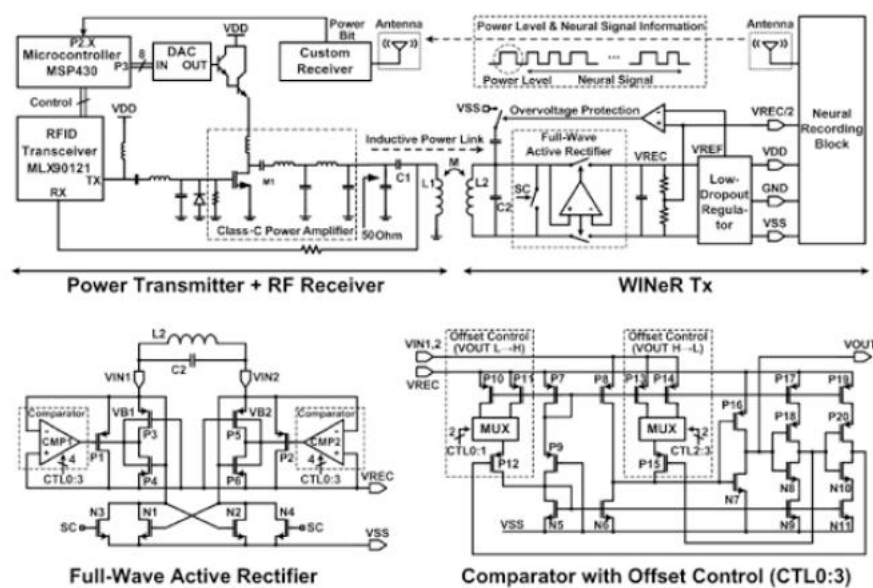 P2.X
Microcontroller
MSP430
P3
8
DAC
IN OUT
VDD
Custom
Receiver
Power
Bit
Antenna
Power Level & Neural Signal Information
Power Level
Neural Signal
...
Antenna
Control
VDD
RFID
Transceiver
MLX90121
TX
RX
M1
Class-C Power Amplifier
50Ohm
C1
Inductive Power Link
M
L1
L2
VSS
Overvoltage Protection
Full-Wave
Active Rectifier
C2
SC
VREC
VREF
Low-
Dropout
Regula-
tor
VREC/2
VDD
GND
VSS
Neural
Recording
Block
Power Transmitter + RF Receiver
WINeR Tx
L2
C2
VIN1
VIN2
Comparator
CMP1
4
CTL0:3
P1
VB1
P3
P4
VB2
P5
P6
P2
Comparator
CMP2
4
CTL0:3
VREC
SC
N3
N1
N2
N4
SC
VSS
Full-Wave Active Rectifier
VIN1,2
VREC
Offset Control
(VOUT L→H)
P10
P11
MUX
2
CTL0:1
P12
P7
P8
P9
Offset Control
(VOUT H→L)
P13
P14
MUX
2
CTL2:3
P15
P16
N7
P17
P18
P19
P20
N8
N10
N9
N11
N5
N6
VSS
VOUT
Comparator with Offset Control (CTL0:3)